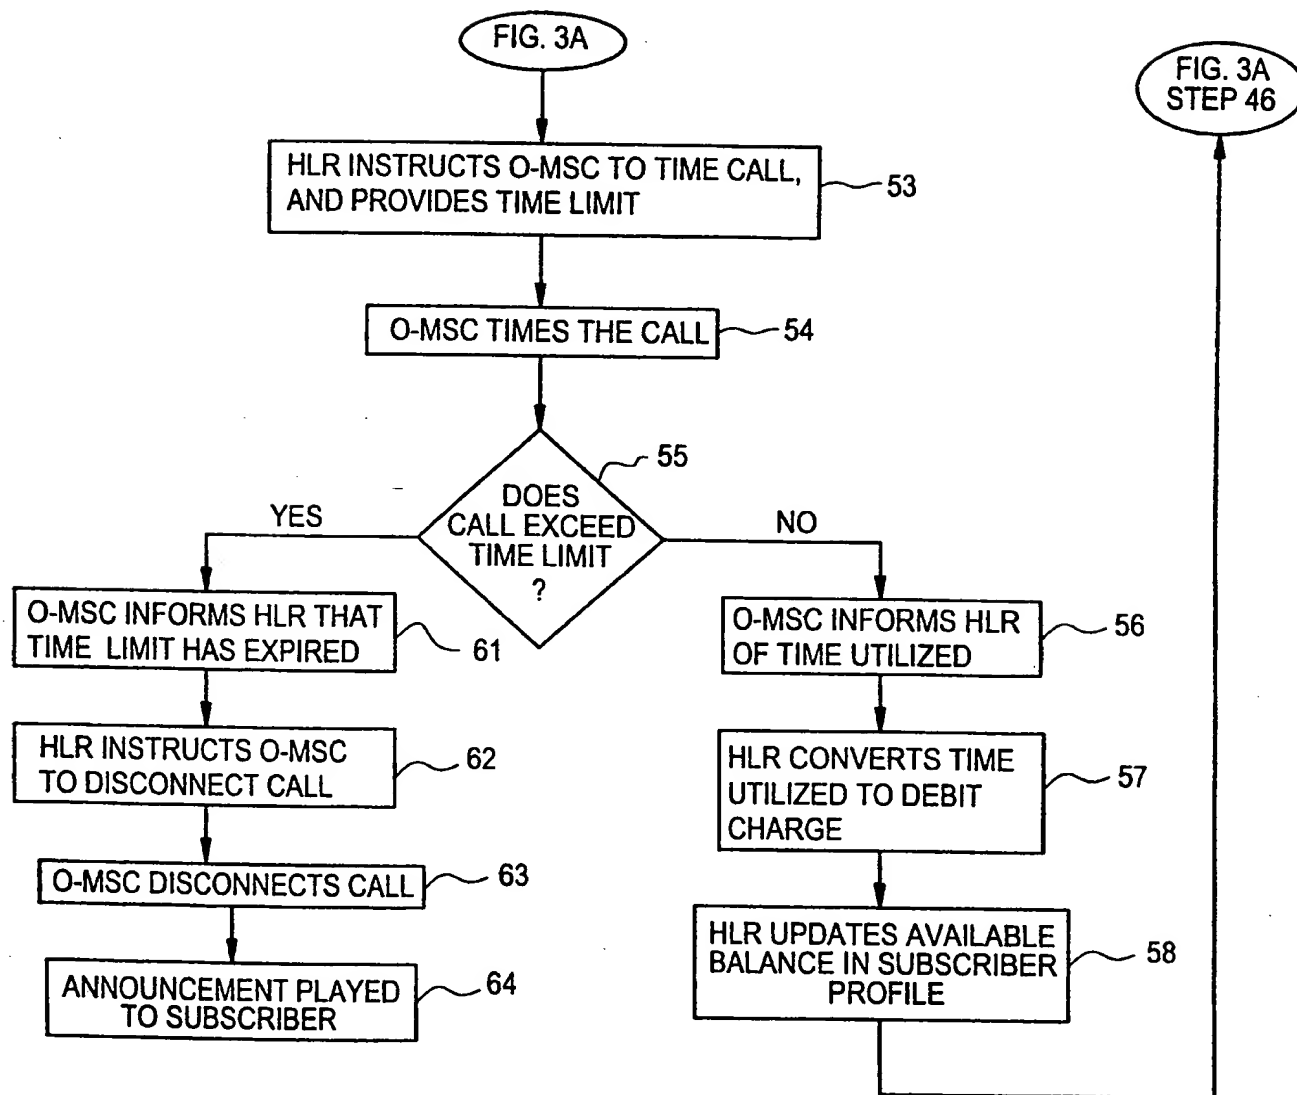 FIG. 3A
FIG. 3A
STEP 46
HLR INSTRUCTS O-MSC TO TIME CALL,
AND PROVIDES TIME LIMIT
53
O-MSC TIMES THE CALL
54
55
DOES
CALL EXCEED
TIME LIMIT
?
YES
NO
O-MSC INFORMS HLR THAT
TIME LIMIT HAS EXPIRED
61
HLR INSTRUCTS O-MSC
TO DISCONNECT CALL
62
O-MSC DISCONNECTS CALL
63
ANNOUNCEMENT PLAYED
TO SUBSCRIBER
64
O-MSC INFORMS HLR
OF TIME UTILIZED
56
HLR CONVERTS TIME
UTILIZED TO DEBIT
CHARGE
57
HLR UPDATES AVAILABLE
BALANCE IN SUBSCRIBER
PROFILE
58